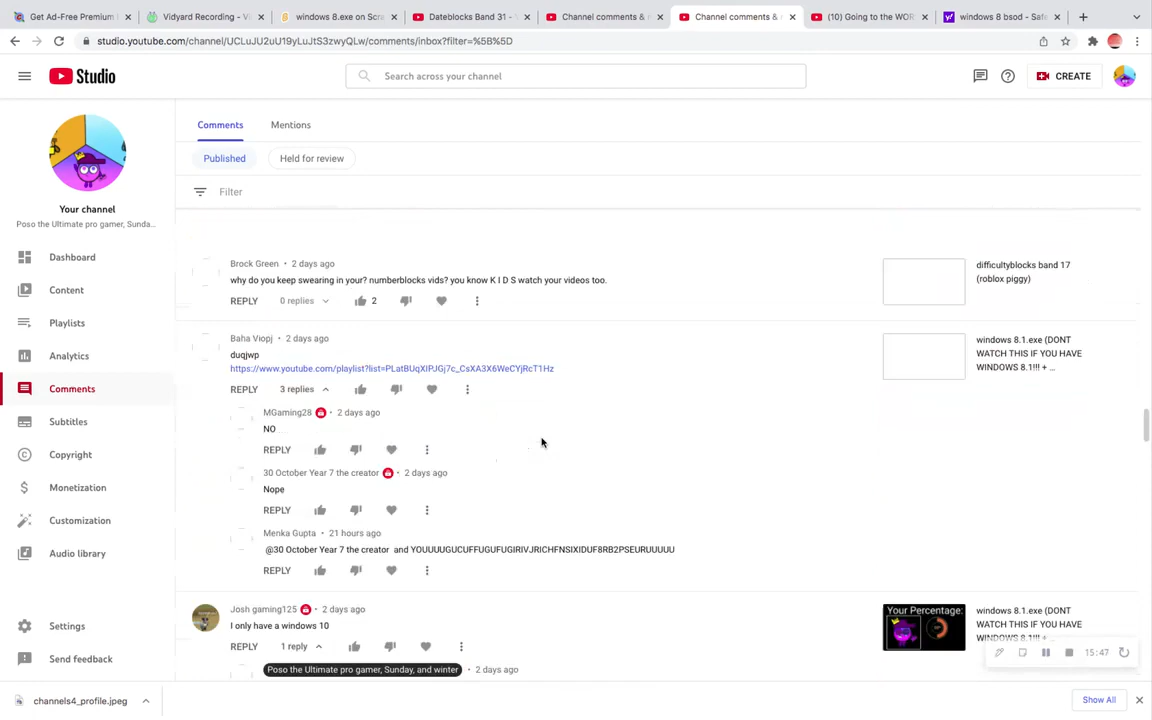 Get Ad-Free Premium
Vidyard Recording - Vi
windows 8.exe on Scra
Dateblocks Band 31 -
Channel comments &
Channel comments &
(10) Going to the WOR
windows 8 bsod - Safe
studio.youtube.com/channel/UCLuJU2uU19yLuJtS3zwyQLw/comments/inbox?filter=%5B%5D
Studio
Search across your channel
CREATE
Comments
Mentions
Published
Held for review
Filter
Your channel
Poso the Ultimate pro gamer, Sunda...
Dashboard
Content
Playlists
Analytics
Comments
Subtitles
Copyright
Monetization
Customization
Audio library
Settings
Send feedback
Brock Green • 2 days ago
why do you keep swearing in your? numberblocks vids? you know K I D S watch your videos too.
REPLY 0 replies 2
difficultyblocks band 17
(roblox piggy)
Baha Viopj • 2 days ago
duqjwp
https://www.youtube.com/playlist?list=PLatBUqXIPJGj7c_CsXA3X6WeCYjRcT1Hz
REPLY 3 replies
windows 8.1.exe (DONT
WATCH THIS IF YOU HAVE
WINDOWS 8.1!!! + ...
MGaming28 • 2 days ago
NO
REPLY
30 October Year 7 the creator • 2 days ago
Nope
REPLY
Menka Gupta • 21 hours ago
@30 October Year 7 the creator and YOUUUUGUCUFFUGUFUGIRIVJRICHFNSIXIDUF8RB2PSEURUUUUU
REPLY
Josh gaming125 • 2 days ago
I only have a windows 10
REPLY 1 reply
Your Percentage:
windows 8.1.exe (DONT
WATCH THIS IF YOU HAVE
WINDOWS 8.1!!! + ...
Poso the Ultimate pro gamer, Sunday, and winter • 2 days ago
15:47
channels4_profile.jpeg
Show All